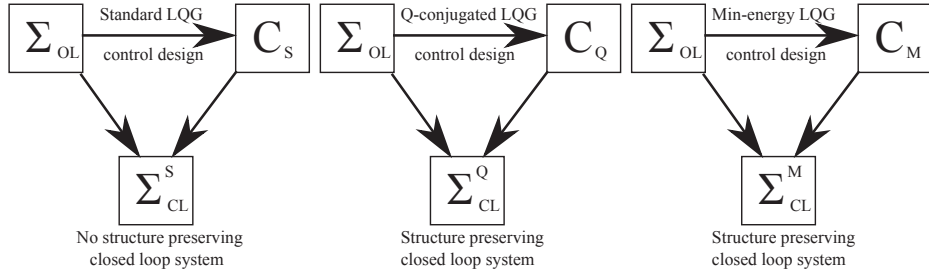 Σ OL
Standard LQG
control design
C S
Σ S CL
No structure preserving
closed loop system
Σ OL
Q-conjugated LQG
control design
C Q
Σ Q CL
Structure preserving
closed loop system
Σ OL
Min-energy LQG
control design
C M
Σ M CL
Structure preserving
closed loop system